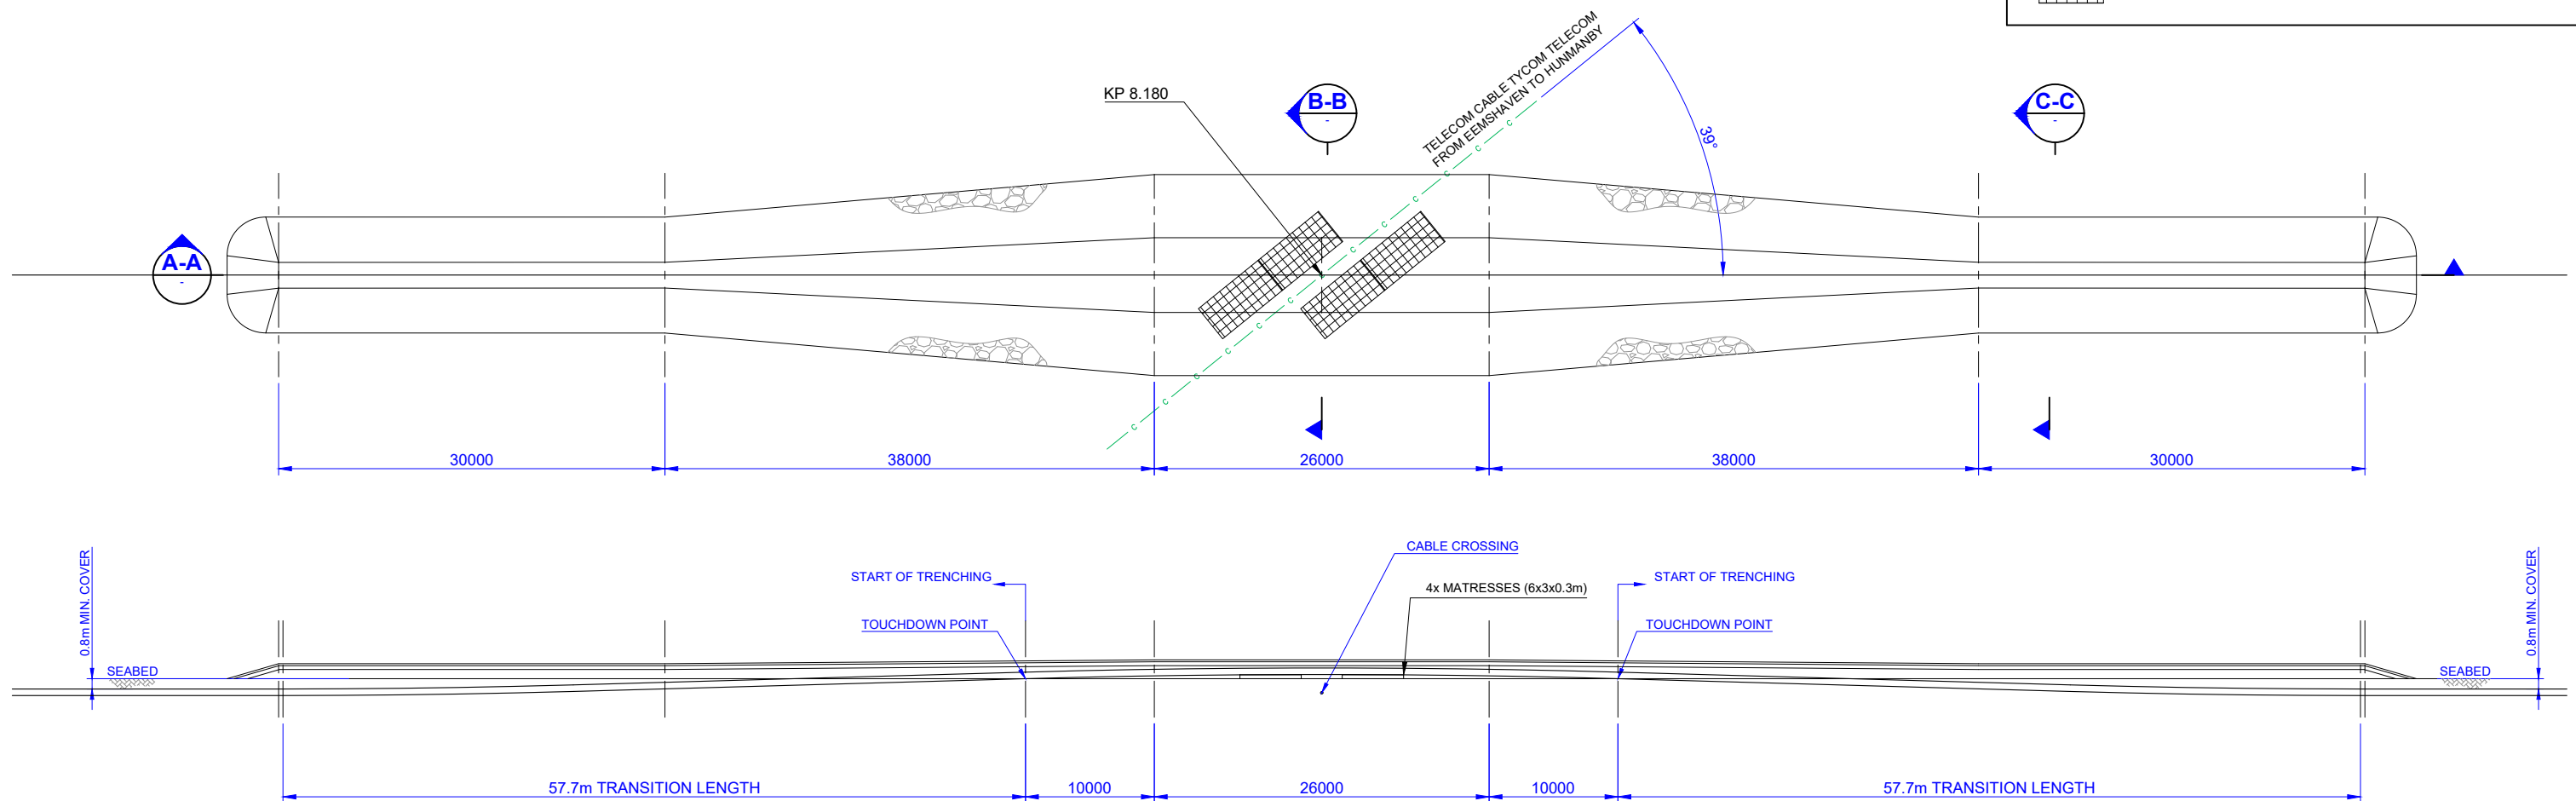 TELECOM CABLE TYCOM TELECOM
FROM EEMSHAVEN TO HUNMANBY
KP 8.180
B-B
-
C-C
-
39°
A-A
-
c c c c c c c c c c c c
30000
38000
26000
38000
30000
CABLE CROSSING
START OF TRENCHING
START OF TRENCHING
4x MATRESSES (6x3x0.3m)
TOUCHDOWN POINT
TOUCHDOWN POINT
0.8m MIN. COVER
SEABED
SEABED
0.8m MIN. COVER
57.7m TRANSITION LENGTH
10000
26000
10000
57.7m TRANSITION LENGTH